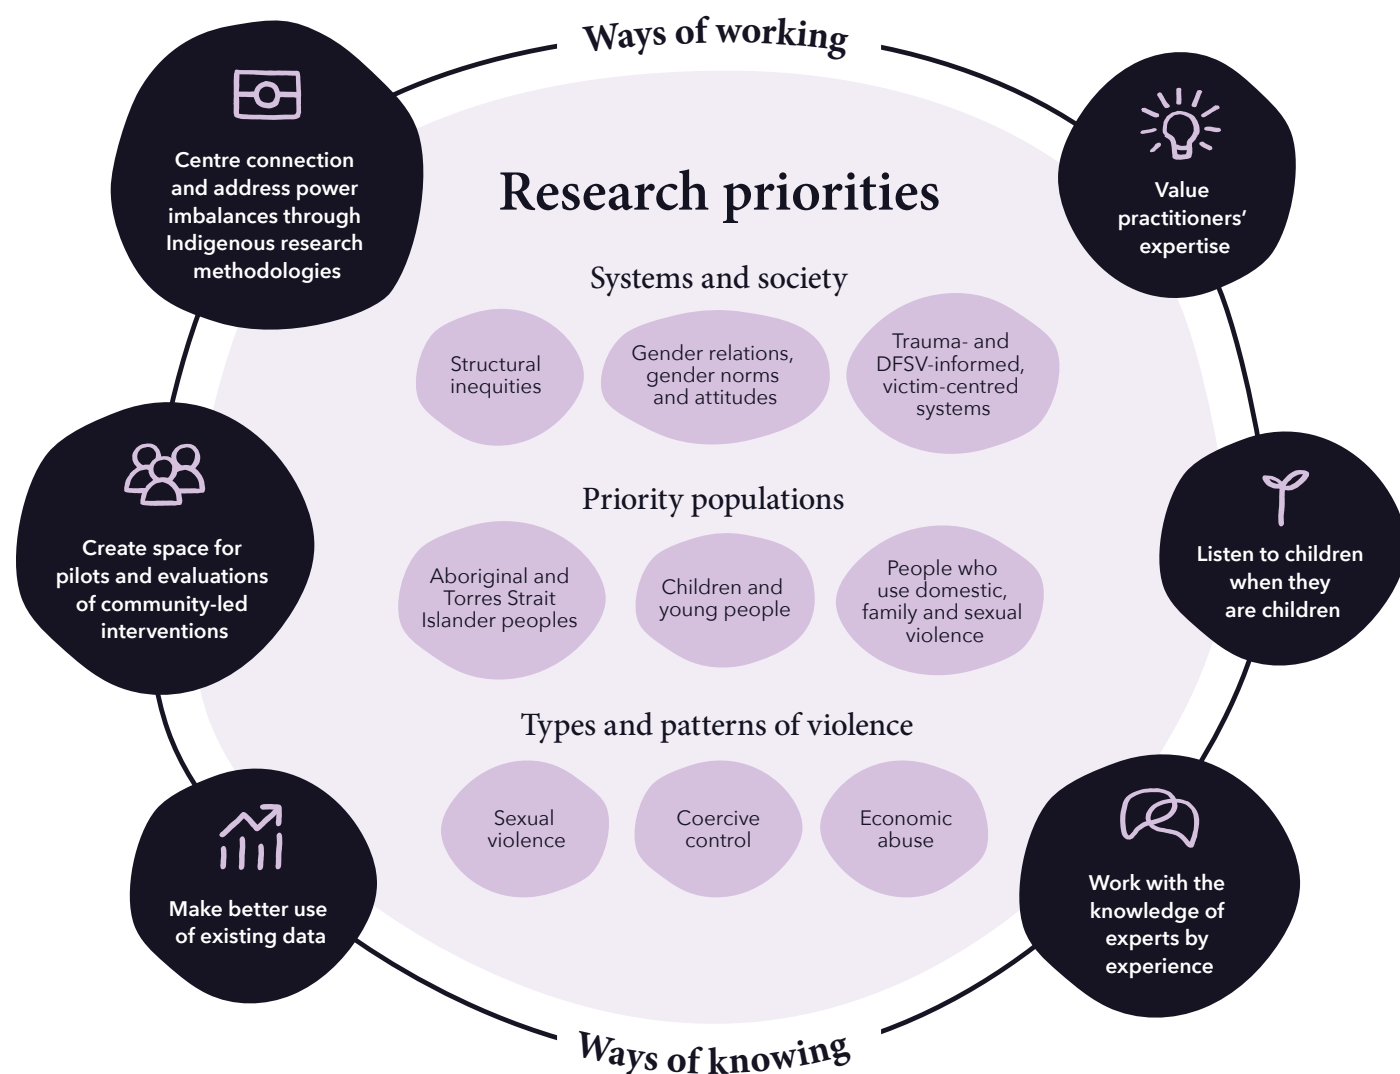 Ways of working
Centre connection
and address power
imbalances through
Indigenous research
methodologies
Value
practitioners’
expertise
Research priorities
Systems and society
Structural
inequities
Gender relations,
gender norms
and attitudes
Trauma- and
DFSV-informed,
victim-centred
systems
Create space for
pilots and evaluations
of community-led
interventions
Priority populations
Aboriginal and
Torres Strait
Islander peoples
Children and
young people
People who
use domestic,
family and sexual
violence
Listen to children
when they
are children
Types and patterns of violence
Sexual
violence
Coercive
control
Economic
abuse
Make better use
of existing data
Work with the
knowledge of
experts by
experience
Ways of knowing